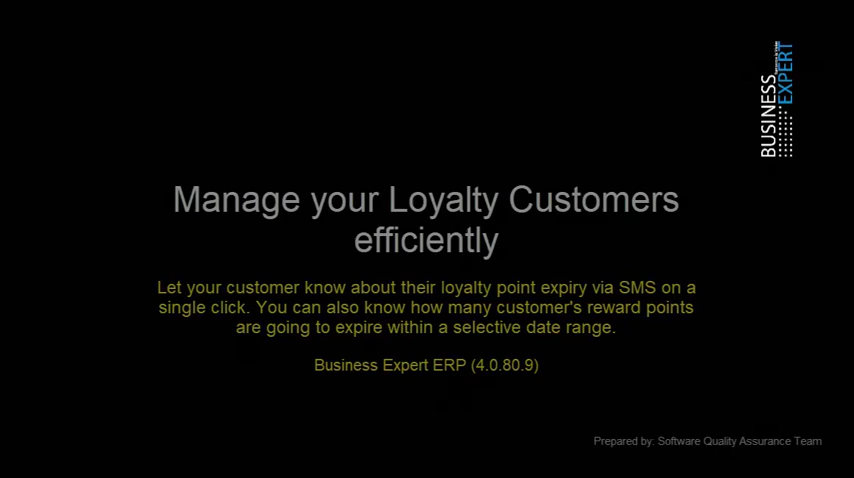 BUSINESS
EXPERT
Manage your Loyalty Customers
efficiently
Let your customer know about their loyalty point expiry via SMS on a
single click. You can also know how many customer's reward points
are going to expire within a selective date range.
Business Expert ERP (4.0.80.9)
Prepared by: Software Quality Assurance Team